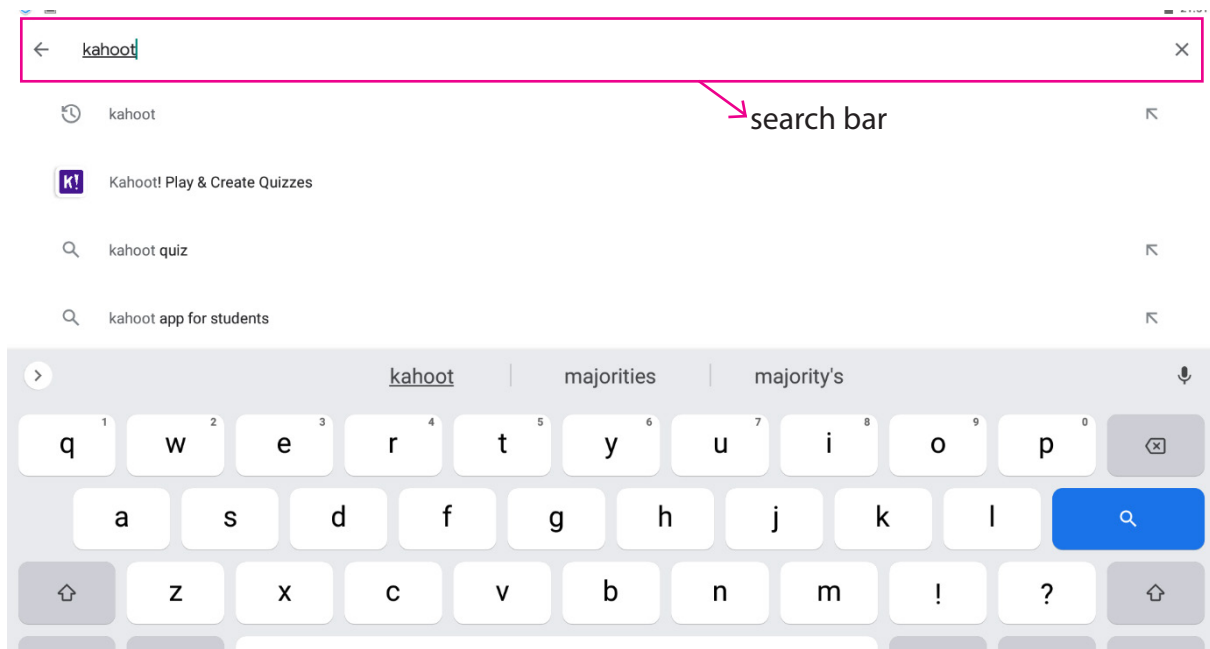 kahoot
kahoot
search bar
K! Kahoot! Play & Create Quizzes
kahoot quiz
kahoot app for students
kahoot majorities majority's
q 1 w 2 e 3 r 4 t 5 y 6 u 7 i 8 o 9 p 0
a s d f g h j k l
z x c v b n m ! ?